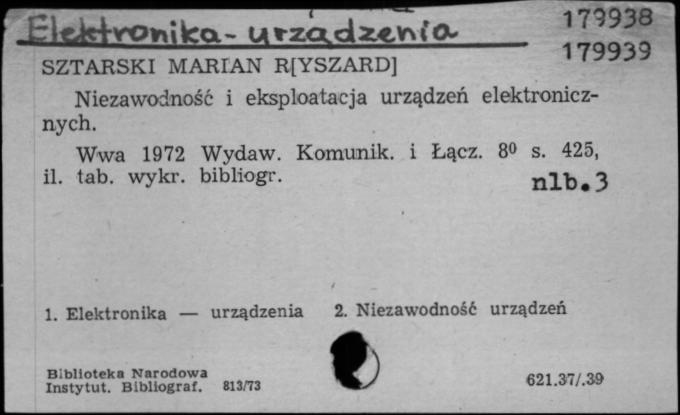 Elektronika - urządzenia 179938
179939
SZTARSKI MARIAN R[YSZARD]
Niezawodność i eksploatacja urządzeń elektronicz-
nych.
Wwa 1972 Wydaw. Komunik. i Łącz. 8⁰ s. 425,
il. tab. wykr. bibliogr. nlb. 3
1. Elektronika — urządzenia 2. Niezawodność urządzeń
Biblioteka Narodowa
Instytut. Bibliograf. 813/73 621.37/.39